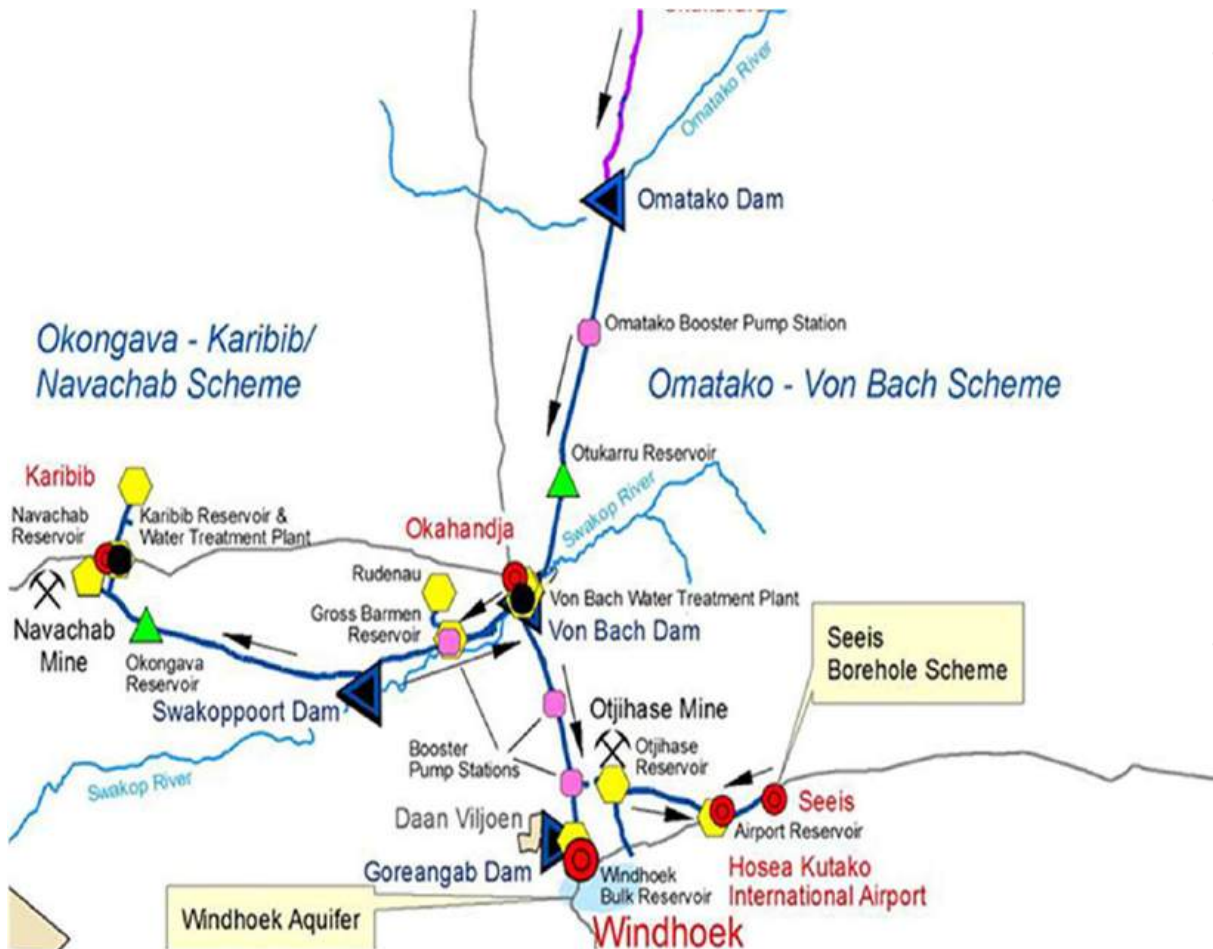 Omatako River
Omatako Dam
Okongava - Karibib/
Navachab Scheme
Omatako Booster Pump Station
Omatako - Von Bach Scheme
Otukarru Reservoir
Swakop River
Karibib
Navachab
Reservoir
Karibib Reservoir &
Water Treatment Plant
Okahandja
Rudenau
Gross Barmen
Reservoir
Von Bach Water Treatment Plant
Von Bach Dam
Navachab
Mine
Okongava
Reservoir
Swakoppoort Dam
Seeis
Borehole Scheme
Otjihase Mine
Otjihase
Reservoir
Booster
Pump Stations
Swakop River
Seeis
Daan Viljoen
Airport Reservoir
Goreangab Dam
Windhoek
Bulk Reservoir
Hosea Kutako
International Airport
Windhoek Aquifer
Windhoek